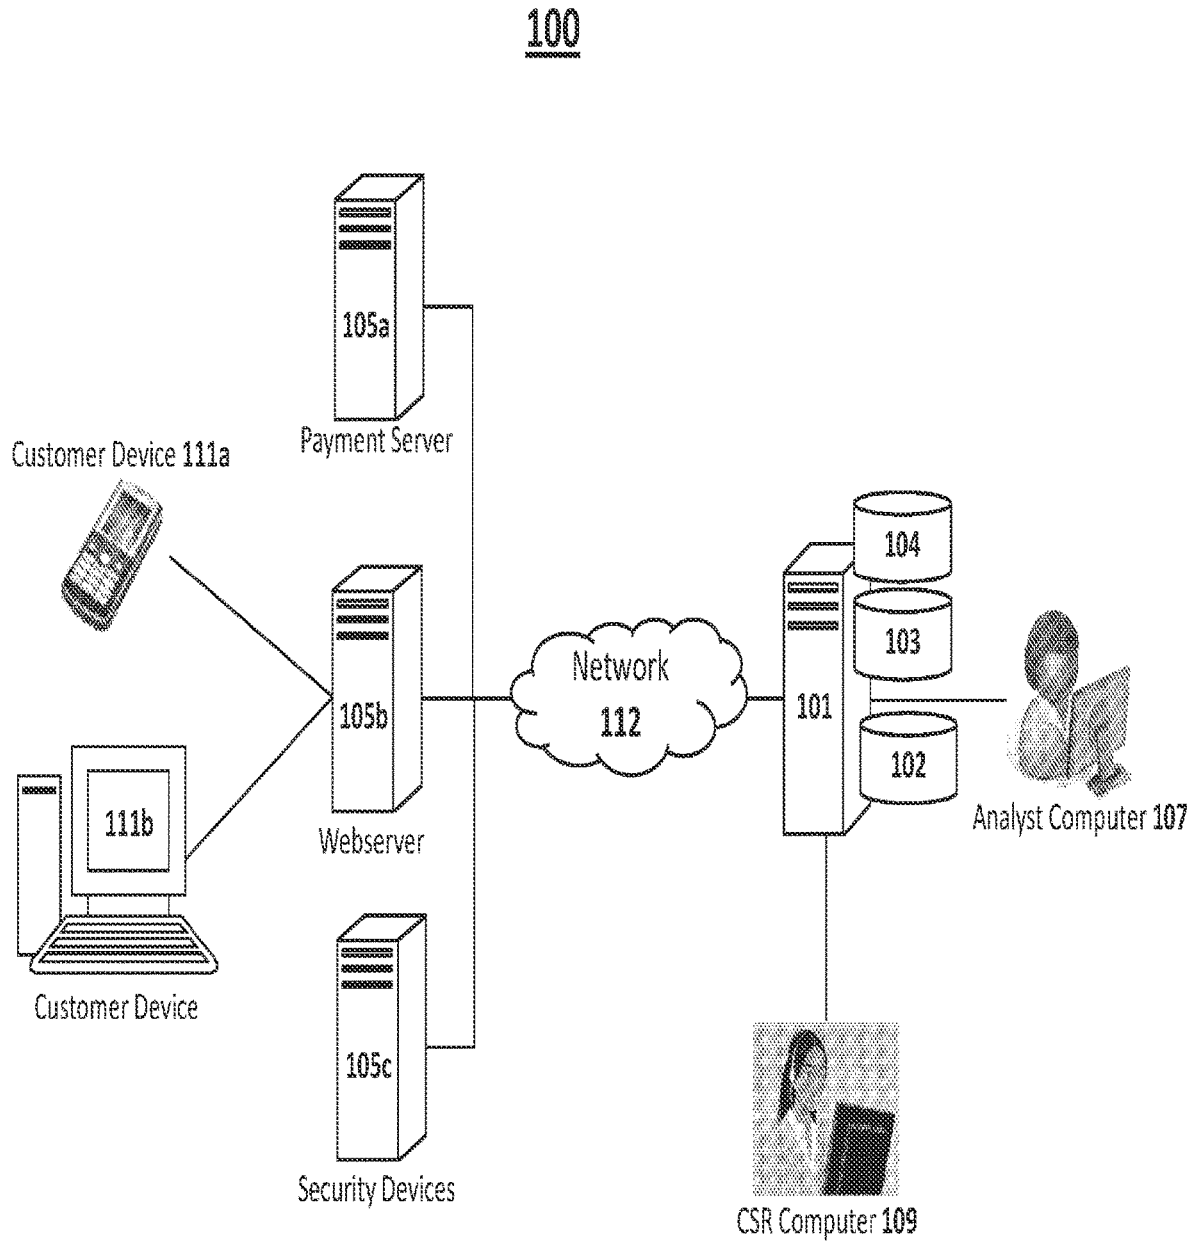 100
105a
Payment Server
Customer Device 111a
104
103
Network
112
105b
101
102
111b
Webserver
Analyst Computer 107
Customer Device
105c
Security Devices
CSR Computer 109